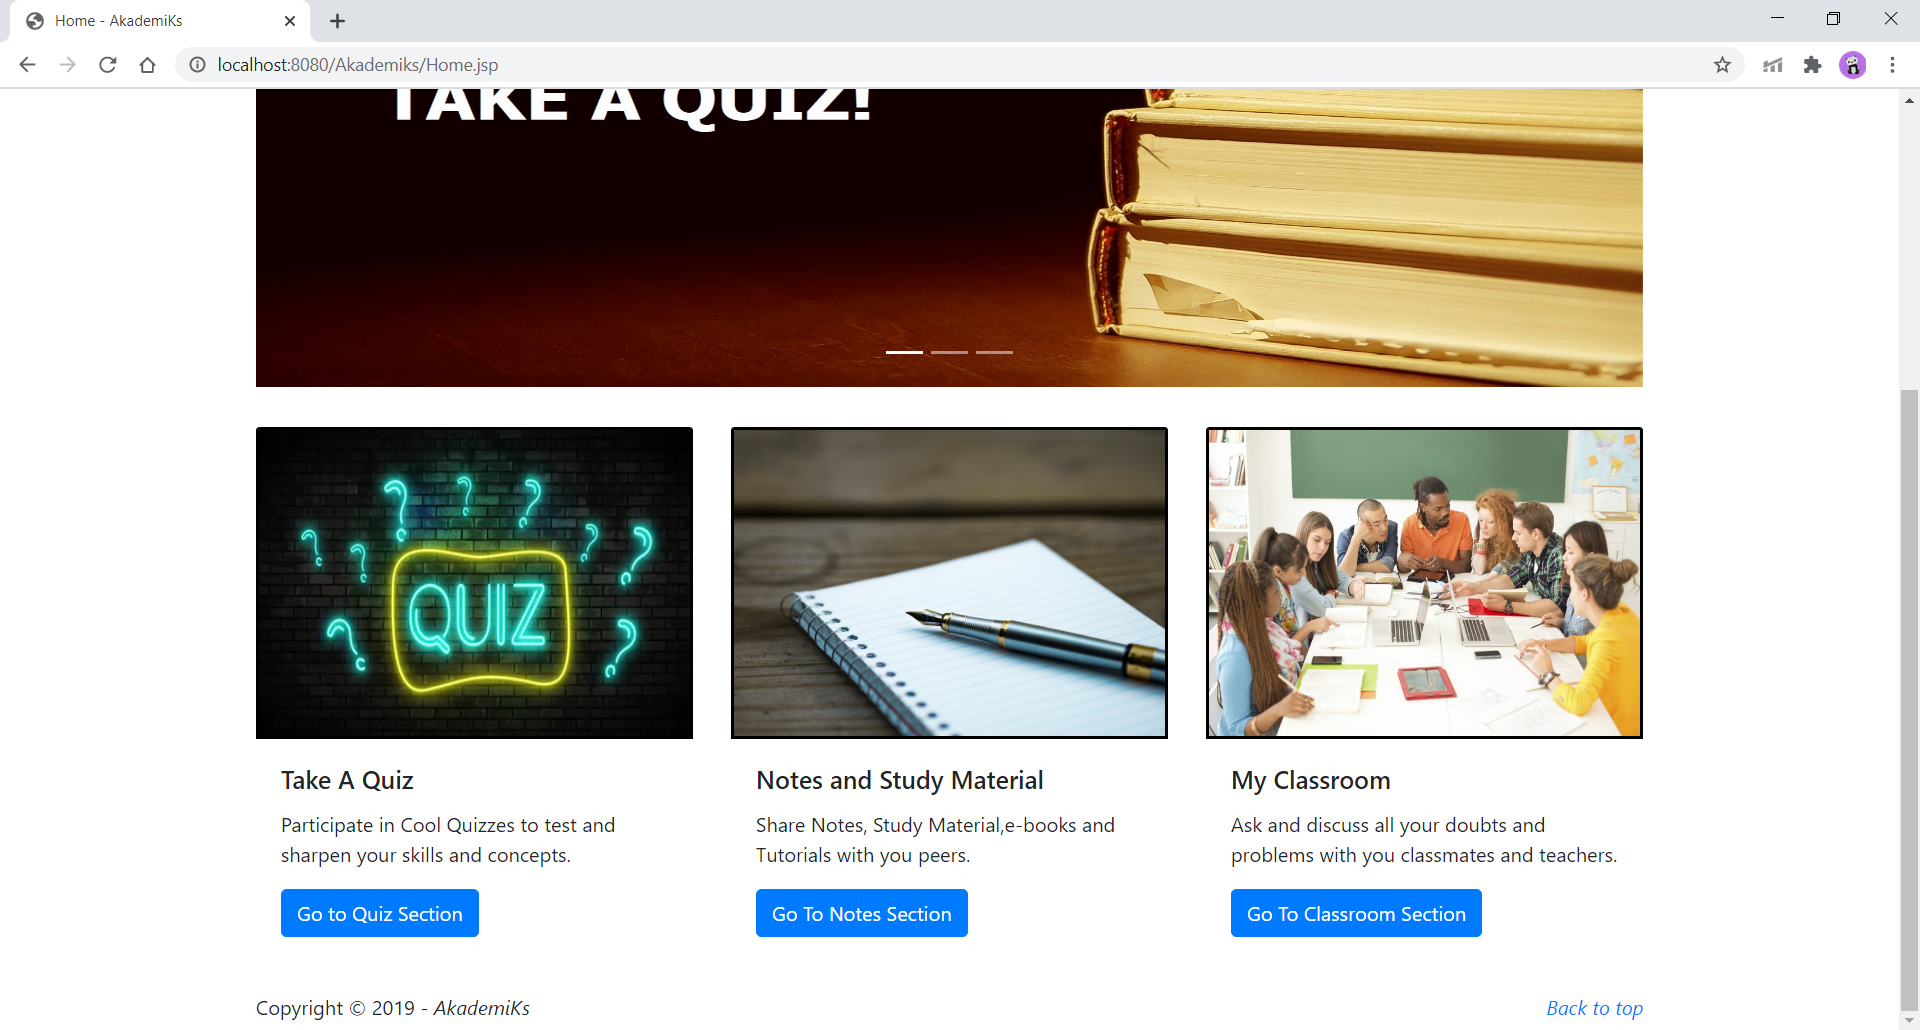 Home - AkademiKs
localhost:8080/Akademiks/Home.jsp
TAKE A QUIZ!
QUIZ
Take A Quiz
Participate in Cool Quizzes to test and
sharpen your skills and concepts.
Go to Quiz Section
Notes and Study Material
Share Notes, Study Material,e-books and
Tutorials with you peers.
Go To Notes Section
My Classroom
Ask and discuss all your doubts and
problems with you classmates and teachers.
Go To Classroom Section
Copyright © 2019 - AkademiKs
Back to top